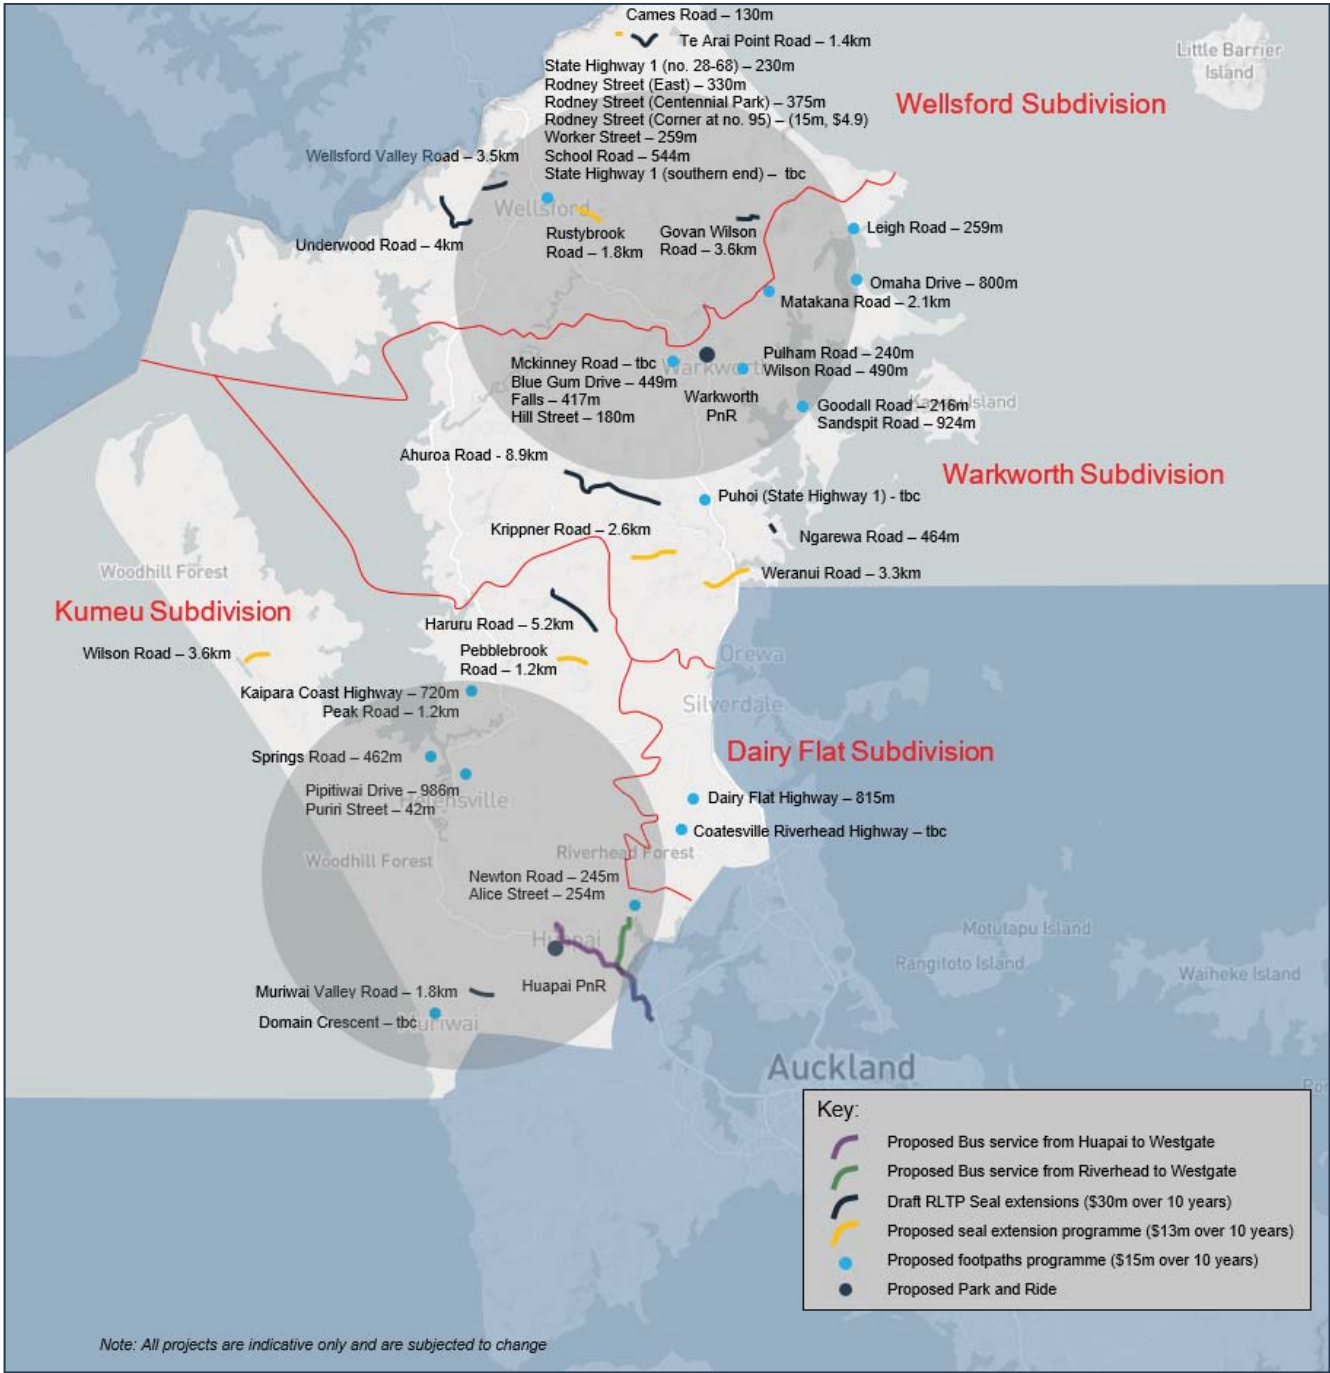 Cames Road – 130m
Te Arai Point Road – 1.4km
Little Barrier
Island
State Highway 1 (no. 28-68) – 230m
Rodney Street (East) – 330m
Rodney Street (Centennial Park) – 375m
Rodney Street (Corner at no. 95) – (15m, $4.9)
Worker Street – 259m
School Road – 544m
State Highway 1 (southern end) – tbc
Wellsford Subdivision
Wellsford Valley Road – 3.5km
Wellsford
Underwood Road – 4km
Rustybrook
Road – 1.8km
Govan Wilson
Road – 3.6km
Leigh Road – 259m
Omaha Drive – 800m
Matakana Road – 2.1km
Mckinney Road – tbc
Blue Gum Drive – 449m
Falls – 417m
Hill Street – 180m
Warkworth
Warkworth
PnR
Pulham Road – 240m
Wilson Road – 490m
Goodall Road – 216m
Sandspit Road – 924m
Island
Ahuroa Road - 8.9km
Warkworth Subdivision
Puhoi (State Highway 1) - tbc
Krippner Road – 2.6km
Ngarewa Road – 464m
Weranui Road – 3.3km
Woodhill Forest
Kumeu Subdivision
Haruru Road – 5.2km
Wilson Road – 3.6km
Pebblebrook
Road – 1.2km
Orewa
Silverdale
Kaipara Coast Highway – 720m
Peak Road – 1.2km
Springs Road – 462m
Dairy Flat Subdivision
Pipitiwai Drive – 986m
Puriri Street – 42m
Helensville
Dairy Flat Highway – 815m
Coatesville Riverhead Highway – tbc
Woodhill Forest
Riverhead Forest
Newton Road – 245m
Alice Street – 254m
Huapai
Huapai PnR
Motutapu Island
Rangitoto Island
Waiheke Island
Muriwai Valley Road – 1.8km
Domain Crescent – tbc
Muriwai
Auckland
Key:
Proposed Bus service from Huapai to Westgate
Proposed Bus service from Riverhead to Westgate
Draft RLTP Seal extensions ($30m over 10 years)
Proposed seal extension programme ($13m over 10 years)
Proposed footpaths programme ($15m over 10 years)
Proposed Park and Ride
Note: All projects are indicative only and are subjected to change